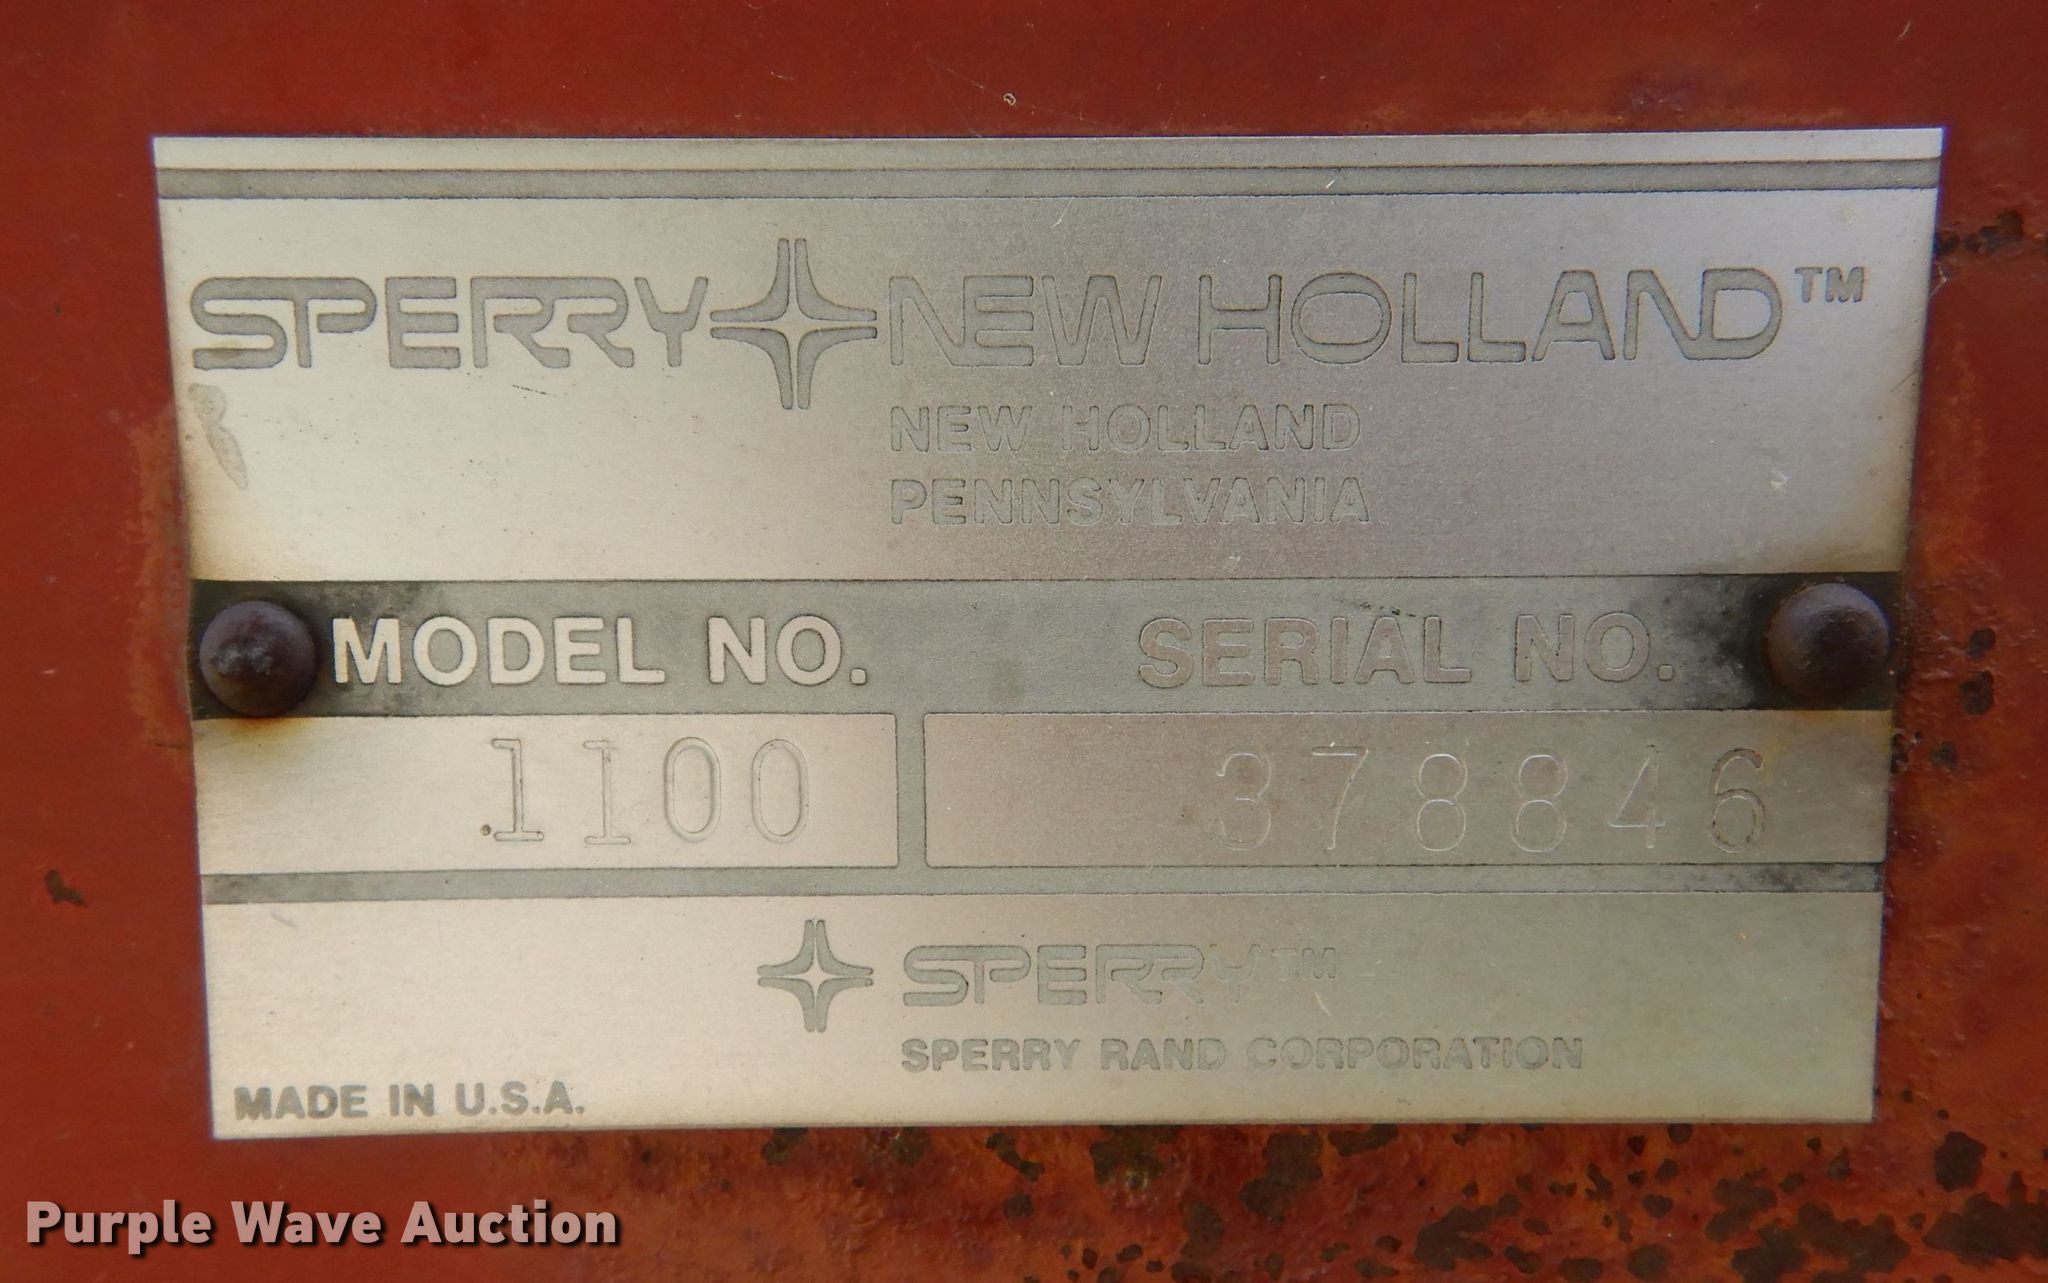 SPERRY NEW HOLLAND™
NEW HOLLAND
PENNSYLVANIA
MODEL NO. SERIAL NO.
1100 378846
SPERRY™
SPERRY RAND CORPORATION
MADE IN U.S.A.
Purple Wave Auction